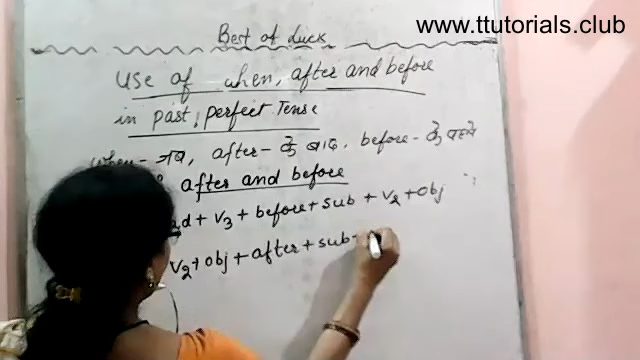 www.ttutorials.club
Best of Luck
Use of when, after and before
in past perfect Tense
when - जब, after - के बाद, before - के पहले
after and before
d + V3 + before + sub + V2 + Obj
V2 + Obj + after + sub +